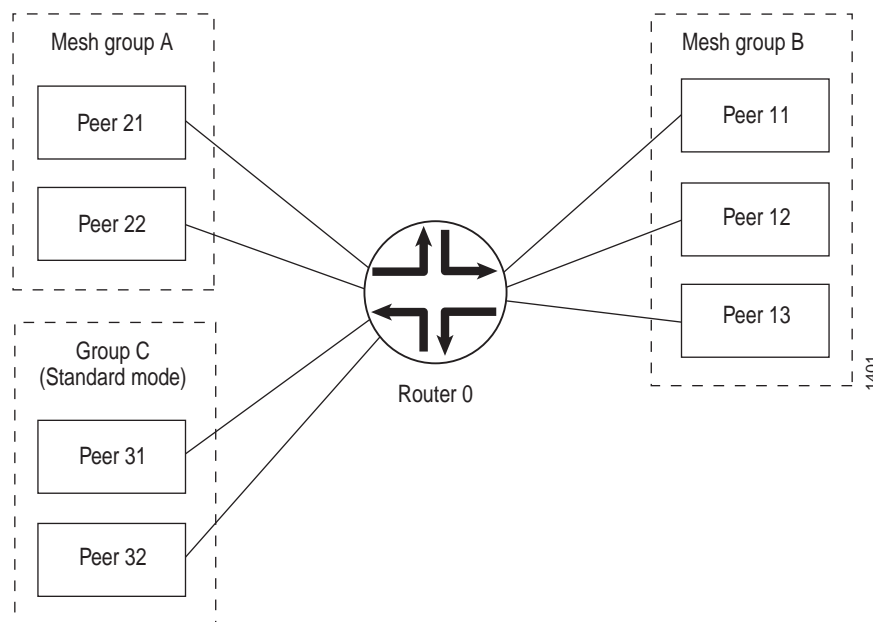 Mesh group A
Peer 21
Peer 22
Group C
(Standard mode)
Peer 31
Peer 32
Router 0
Mesh group B
Peer 11
Peer 12
Peer 13